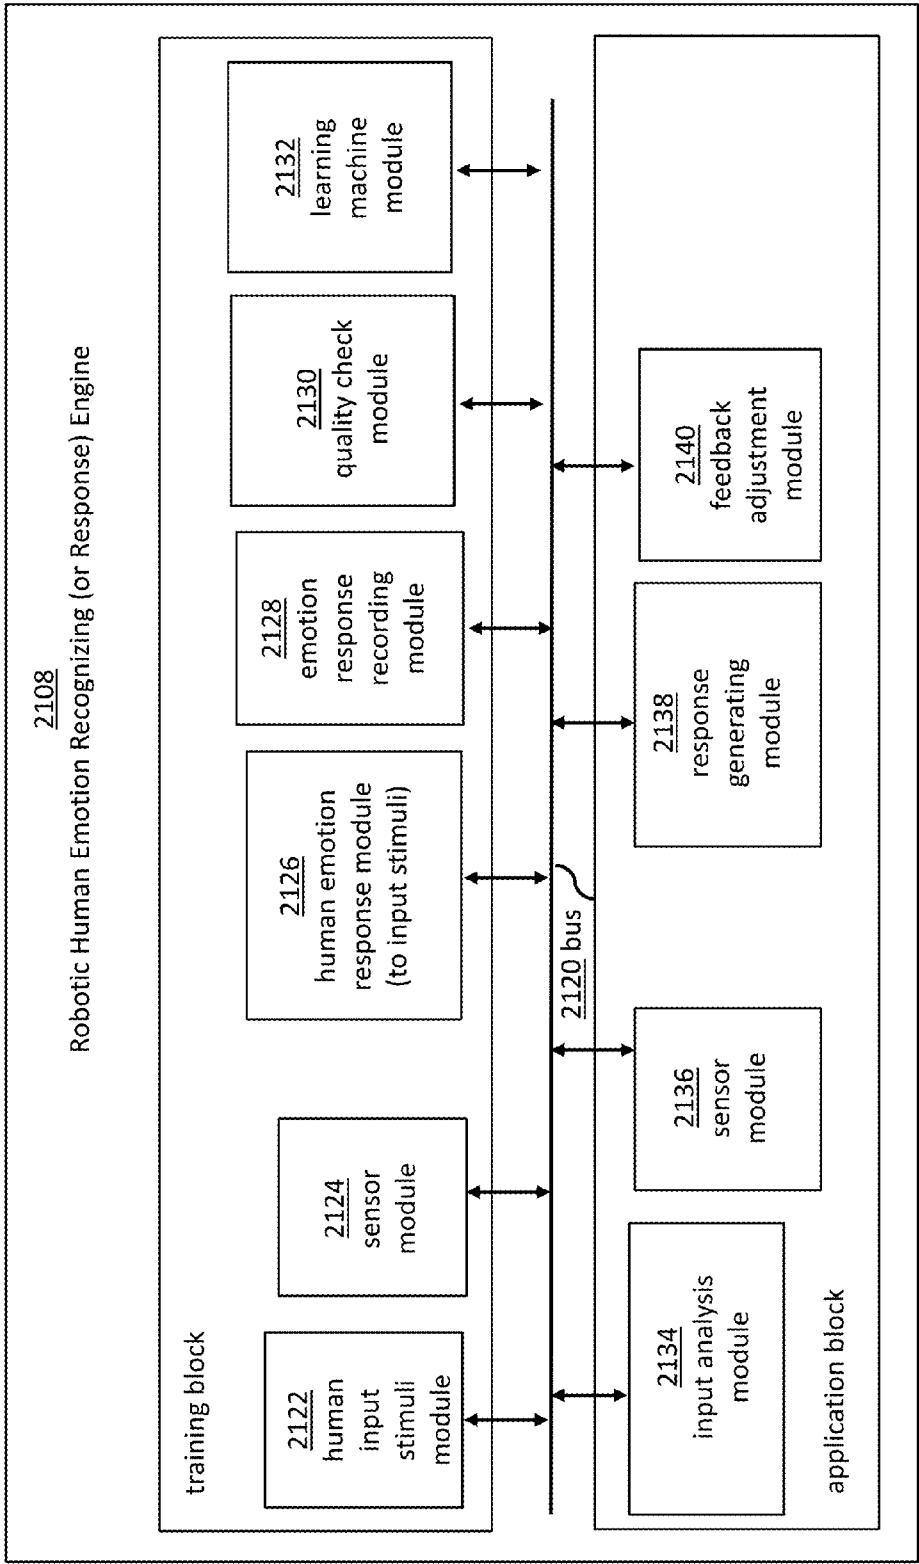 2108
Robotic Human Emotion Recognizing (or Response) Engine
training block
2122
human
input
stimuli
module
2124
sensor
module
2126
human emotion
response module
(to input stimuli)
2128
emotion
response
recording
module
2130
quality check
module
2132
learning
machine
module
2120 bus
2134
input analysis
module
2136
sensor
module
2138
response
generating
module
2140
feedback
adjustment
module
application block